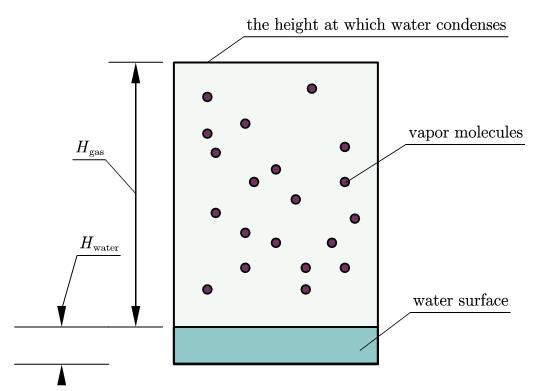 the height at which water condenses
vapor molecules
H_gas
H_water
water surface